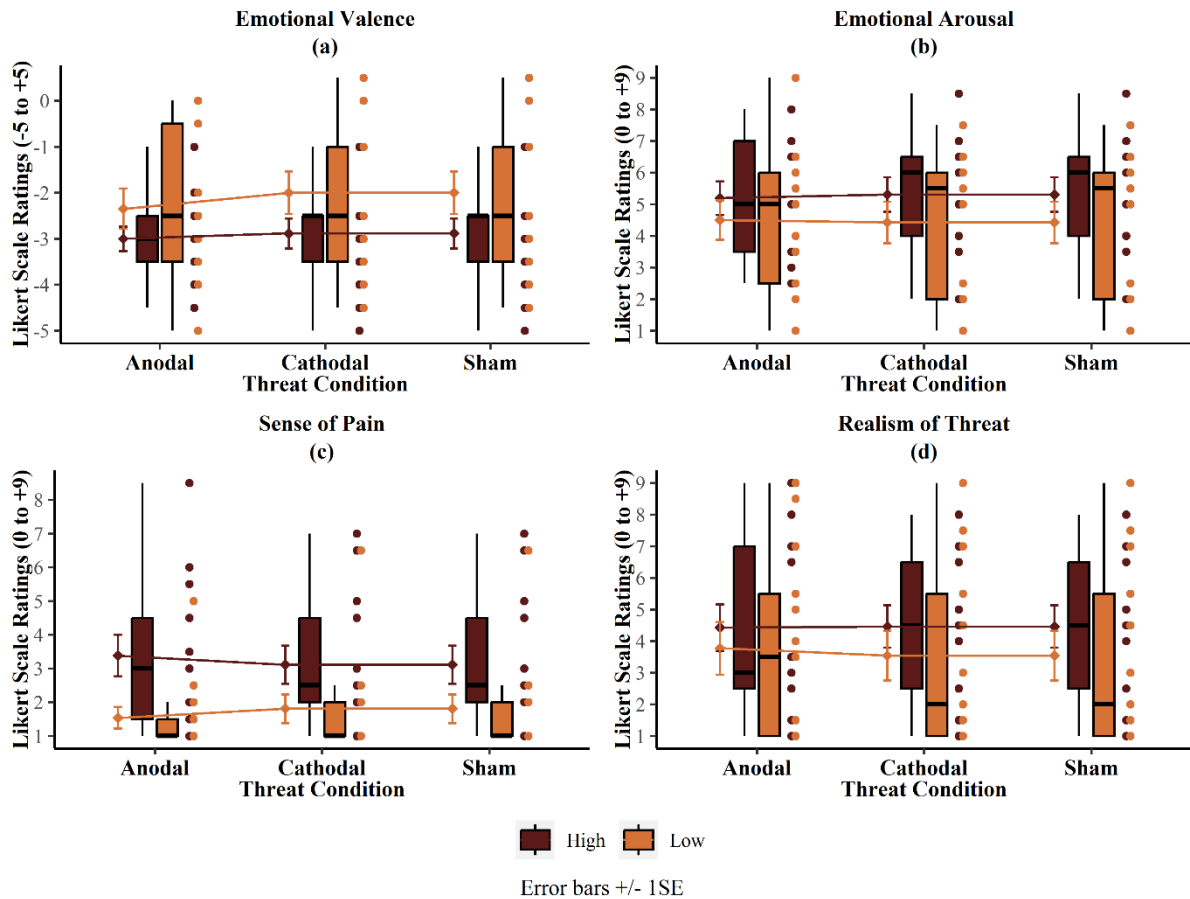 Emotional Valence
(a)
Likert Scale Ratings (-5 to +5)
0
-1
-2
-3
-4
-5
Anodal Cathodal Sham
Threat Condition
Emotional Arousal
(b)
Likert Scale Ratings (0 to +9)
9
8
7
6
5
4
3
2
1
Anodal Cathodal Sham
Threat Condition
Sense of Pain
(c)
Likert Scale Ratings (0 to +9)
8
7
6
5
4
3
2
1
Anodal Cathodal Sham
Threat Condition
Realism of Threat
(d)
Likert Scale Ratings (0 to +9)
9
8
7
6
5
4
3
2
1
Anodal Cathodal Sham
Threat Condition
High Low
Error bars +/- 1SE